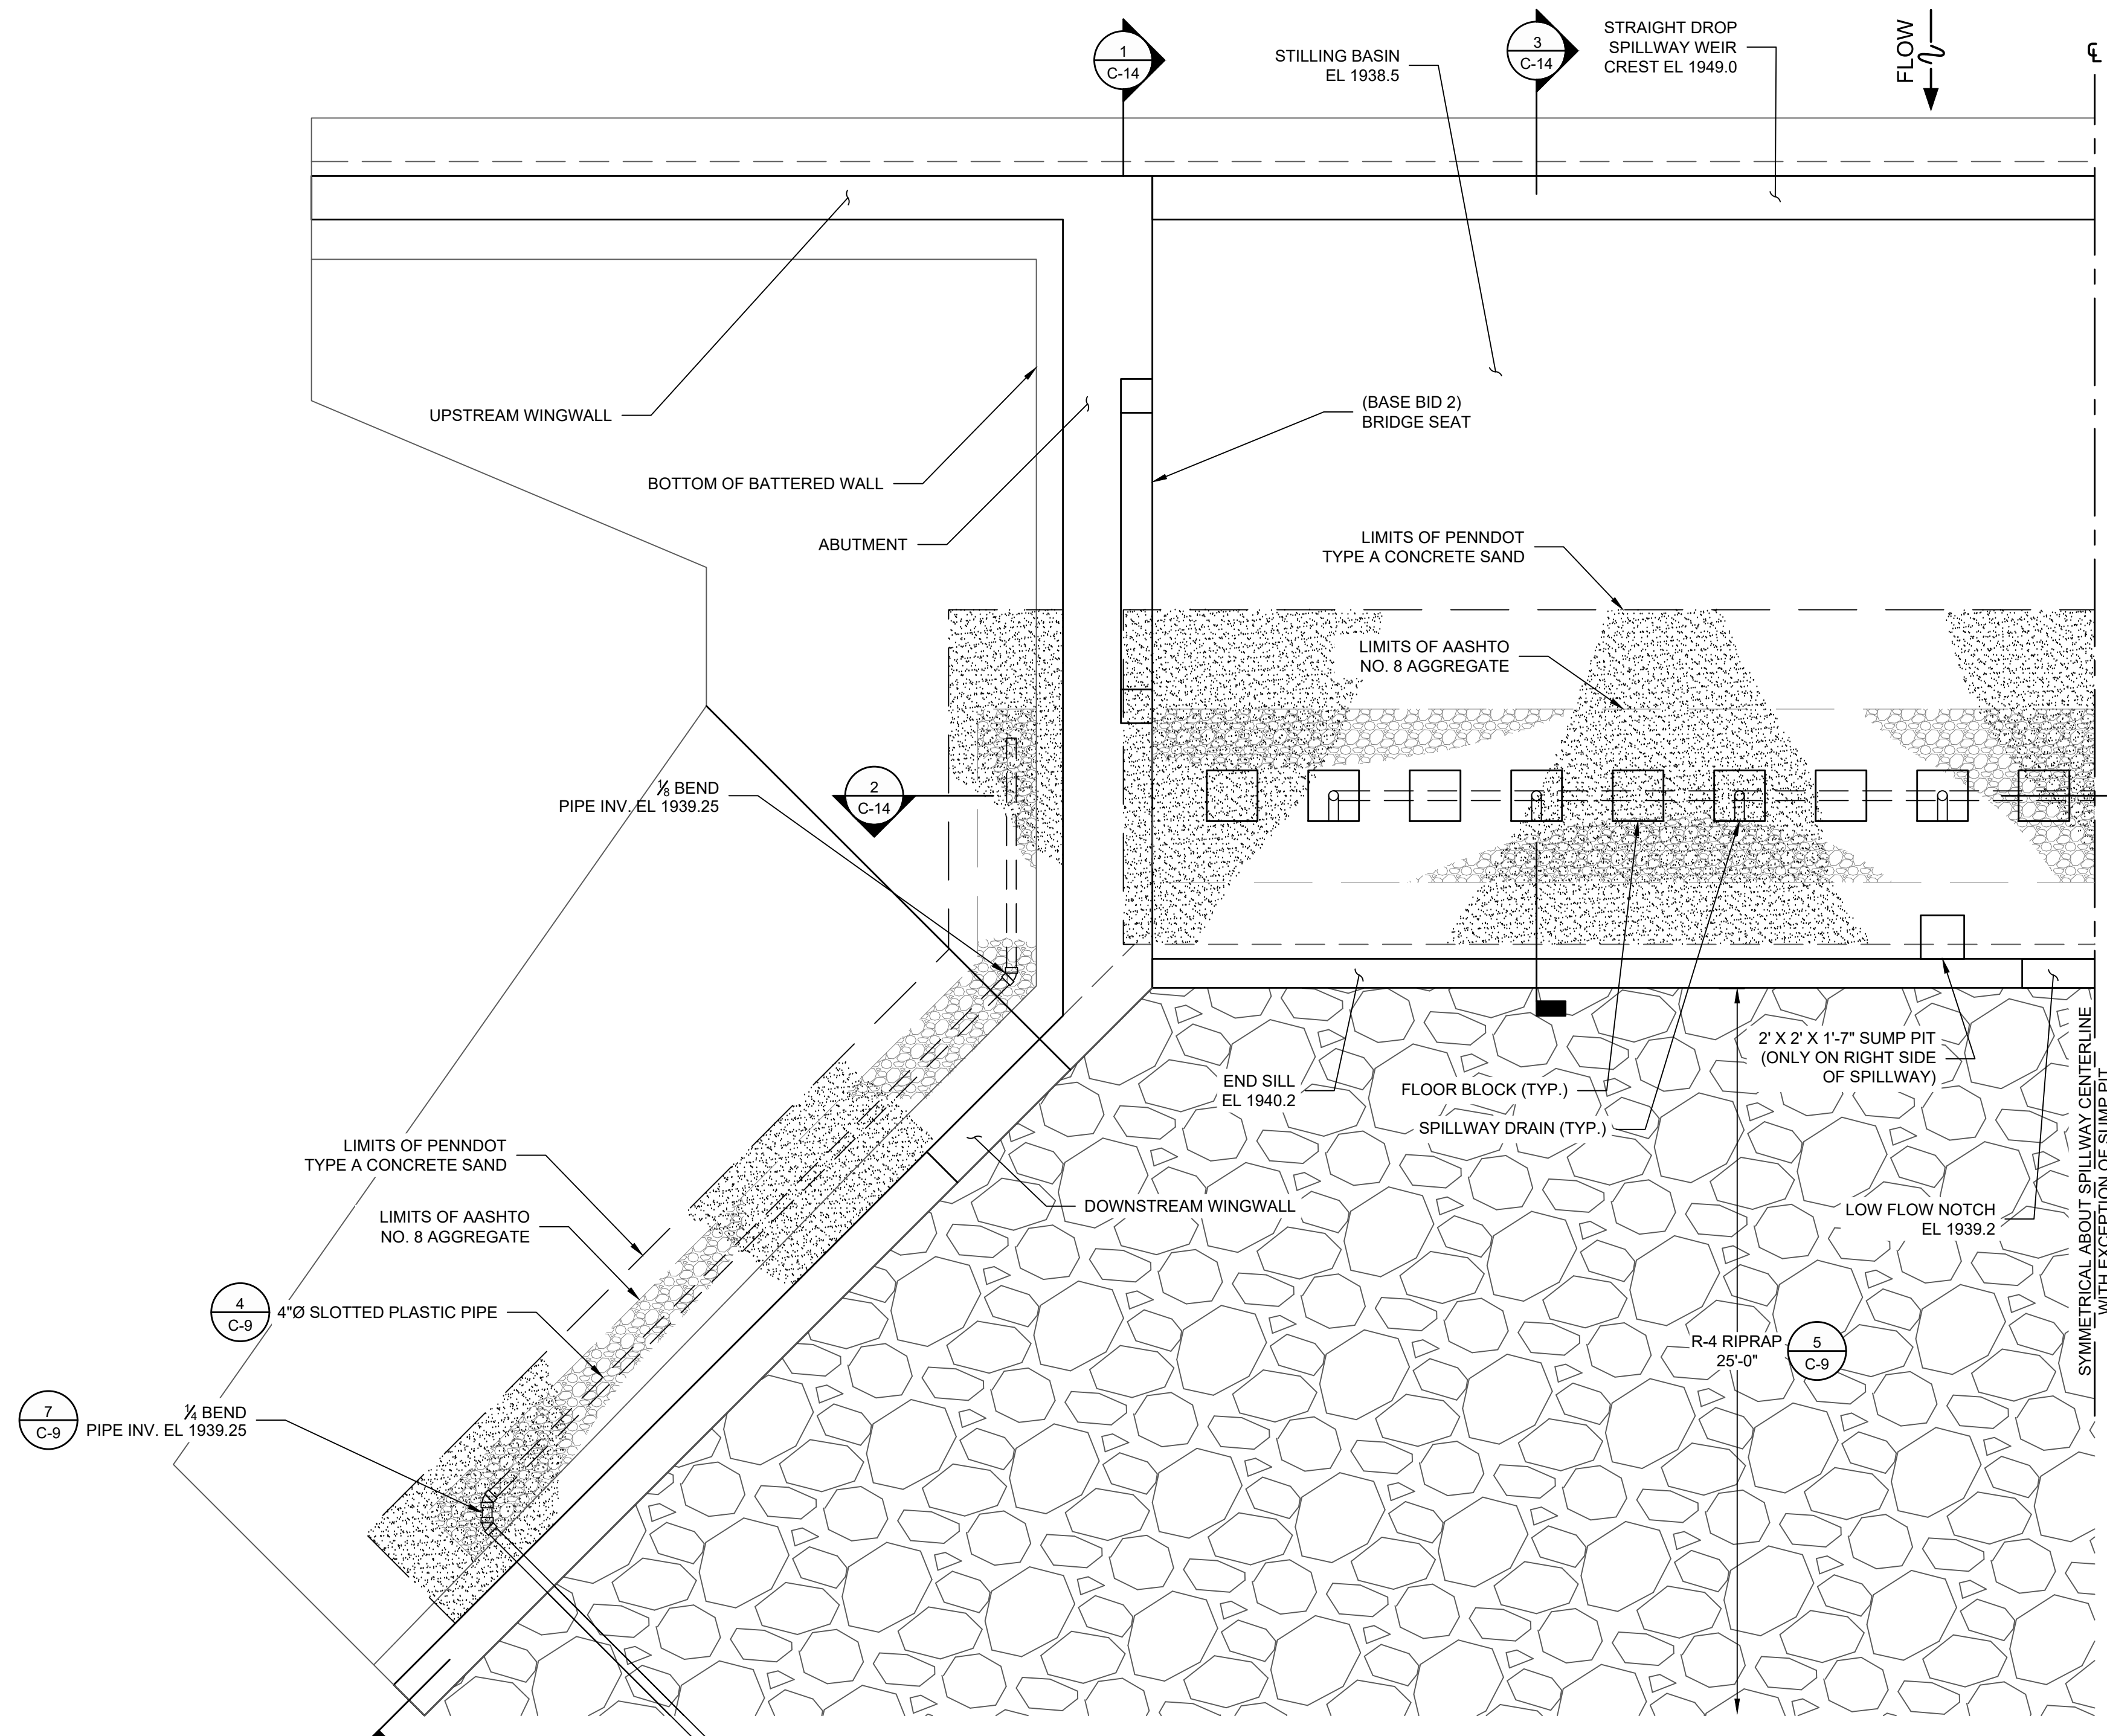 1
C-14
STILLING BASIN
EL 1938.5
3
C-14
STRAIGHT DROP
SPILLWAY WEIR
CREST EL 1949.0
FLOW
℄
UPSTREAM WINGWALL
(BASE BID 2)
BRIDGE SEAT
BOTTOM OF BATTERED WALL
ABUTMENT
LIMITS OF PENNDOT
TYPE A CONCRETE SAND
LIMITS OF AASHTO
NO. 8 AGGREGATE
⅛ BEND
PIPE INV. EL 1939.25
2
C-14
2' X 2' X 1'-7" SUMP PIT
(ONLY ON RIGHT SIDE
OF SPILLWAY)
END SILL
EL 1940.2
FLOOR BLOCK (TYP.)
SPILLWAY DRAIN (TYP.)
LIMITS OF PENNDOT
TYPE A CONCRETE SAND
LIMITS OF AASHTO
NO. 8 AGGREGATE
DOWNSTREAM WINGWALL
LOW FLOW NOTCH
EL 1939.2
4
C-9
4"Ø SLOTTED PLASTIC PIPE
R-4 RIPRAP
25'-0"
5
C-9
7
C-9
¼ BEND
PIPE INV. EL 1939.25
SYMMETRICAL ABOUT SPILLWAY CENTERLINE
WITH EXCEPTION OF SUMP PIT